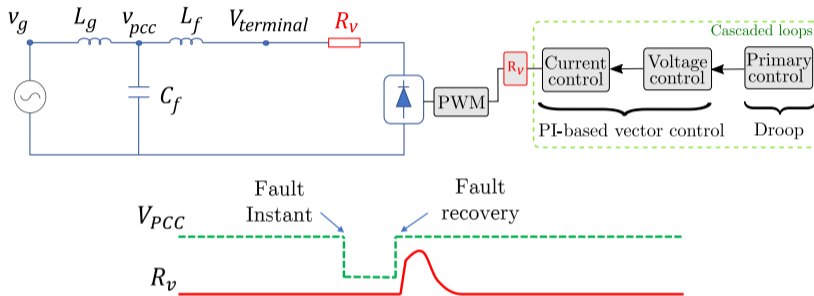 v_g
L_g
v_pcc
L_f
V_terminal
R_v
C_f
PWM
R_v
Cascaded loops
Current
control
Voltage
control
Primary
control
PI-based vector control
Droop
Fault
Instant
Fault
recovery
V_PCC
R_v